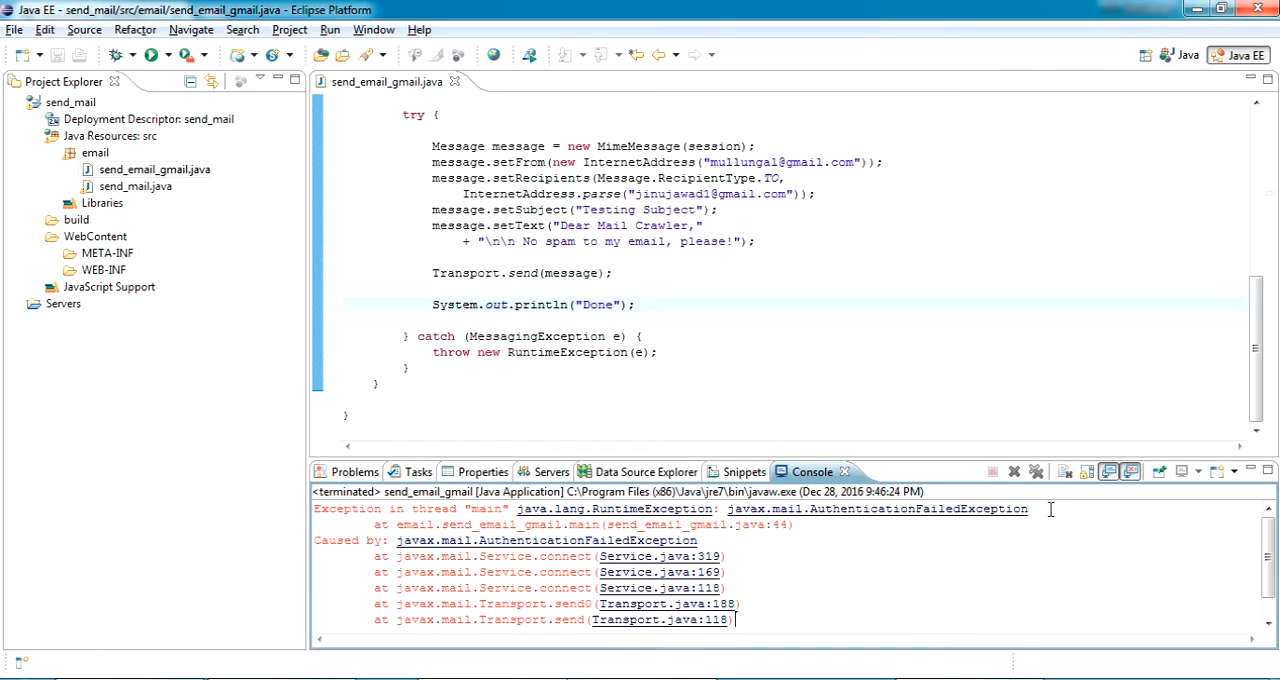 Java EE - send_mail/src/email/send_email_gmail.java - Eclipse Platform
File Edit Source Refactor Navigate Search Project Run Window Help
Java Java EE
Project Explorer
send_mail
Deployment Descriptor: send_mail
Java Resources: src
email
send_email_gmail.java
send_mail.java
Libraries
build
WebContent
META-INF
WEB-INF
JavaScript Support
Servers
send_email_gmail.java
try {
Message message = new MimeMessage(session);
message.setFrom(new InternetAddress("mullungal@gmail.com"));
message.setRecipients(Message.RecipientType.TO,
InternetAddress.parse("jinujawad1@gmail.com"));
message.setSubject("Testing Subject");
message.setText("Dear Mail Crawler,"
+ "\n\n No spam to my email, please!");
Transport.send(message);
System.out.println("Done");
} catch (MessagingException e) {
throw new RuntimeException(e);
}
}
}
Problems Tasks Properties Servers Data Source Explorer Snippets Console
<terminated> send_email_gmail [Java Application] C:\Program Files (x86)\Java\jre7\bin\javaw.exe (Dec 28, 2016 9:46:24 PM)
Exception in thread "main" java.lang.RuntimeException: javax.mail.AuthenticationFailedException
at email.send_email_gmail.main(send_email_gmail.java:44)
Caused by: javax.mail.AuthenticationFailedException
at javax.mail.Service.connect(Service.java:319)
at javax.mail.Service.connect(Service.java:169)
at javax.mail.Service.connect(Service.java:118)
at javax.mail.Transport.send0(Transport.java:188)
at javax.mail.Transport.send(Transport.java:118)